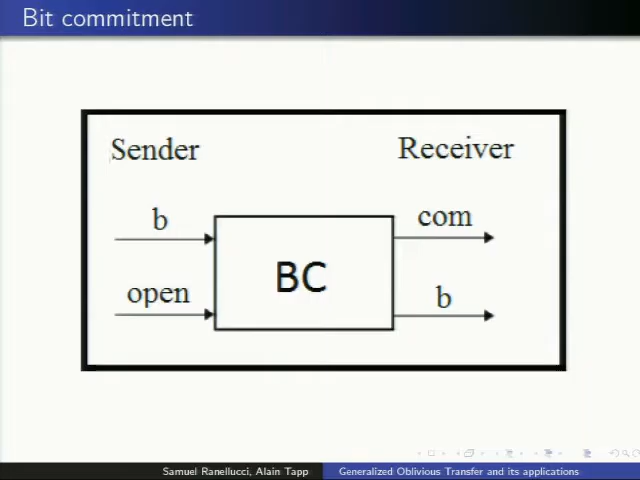 Bit commitment
Sender
Receiver
b
com
BC
open
b
Samuel Ranellucci, Alain Tapp
Generalized Oblivious Transfer and its applications